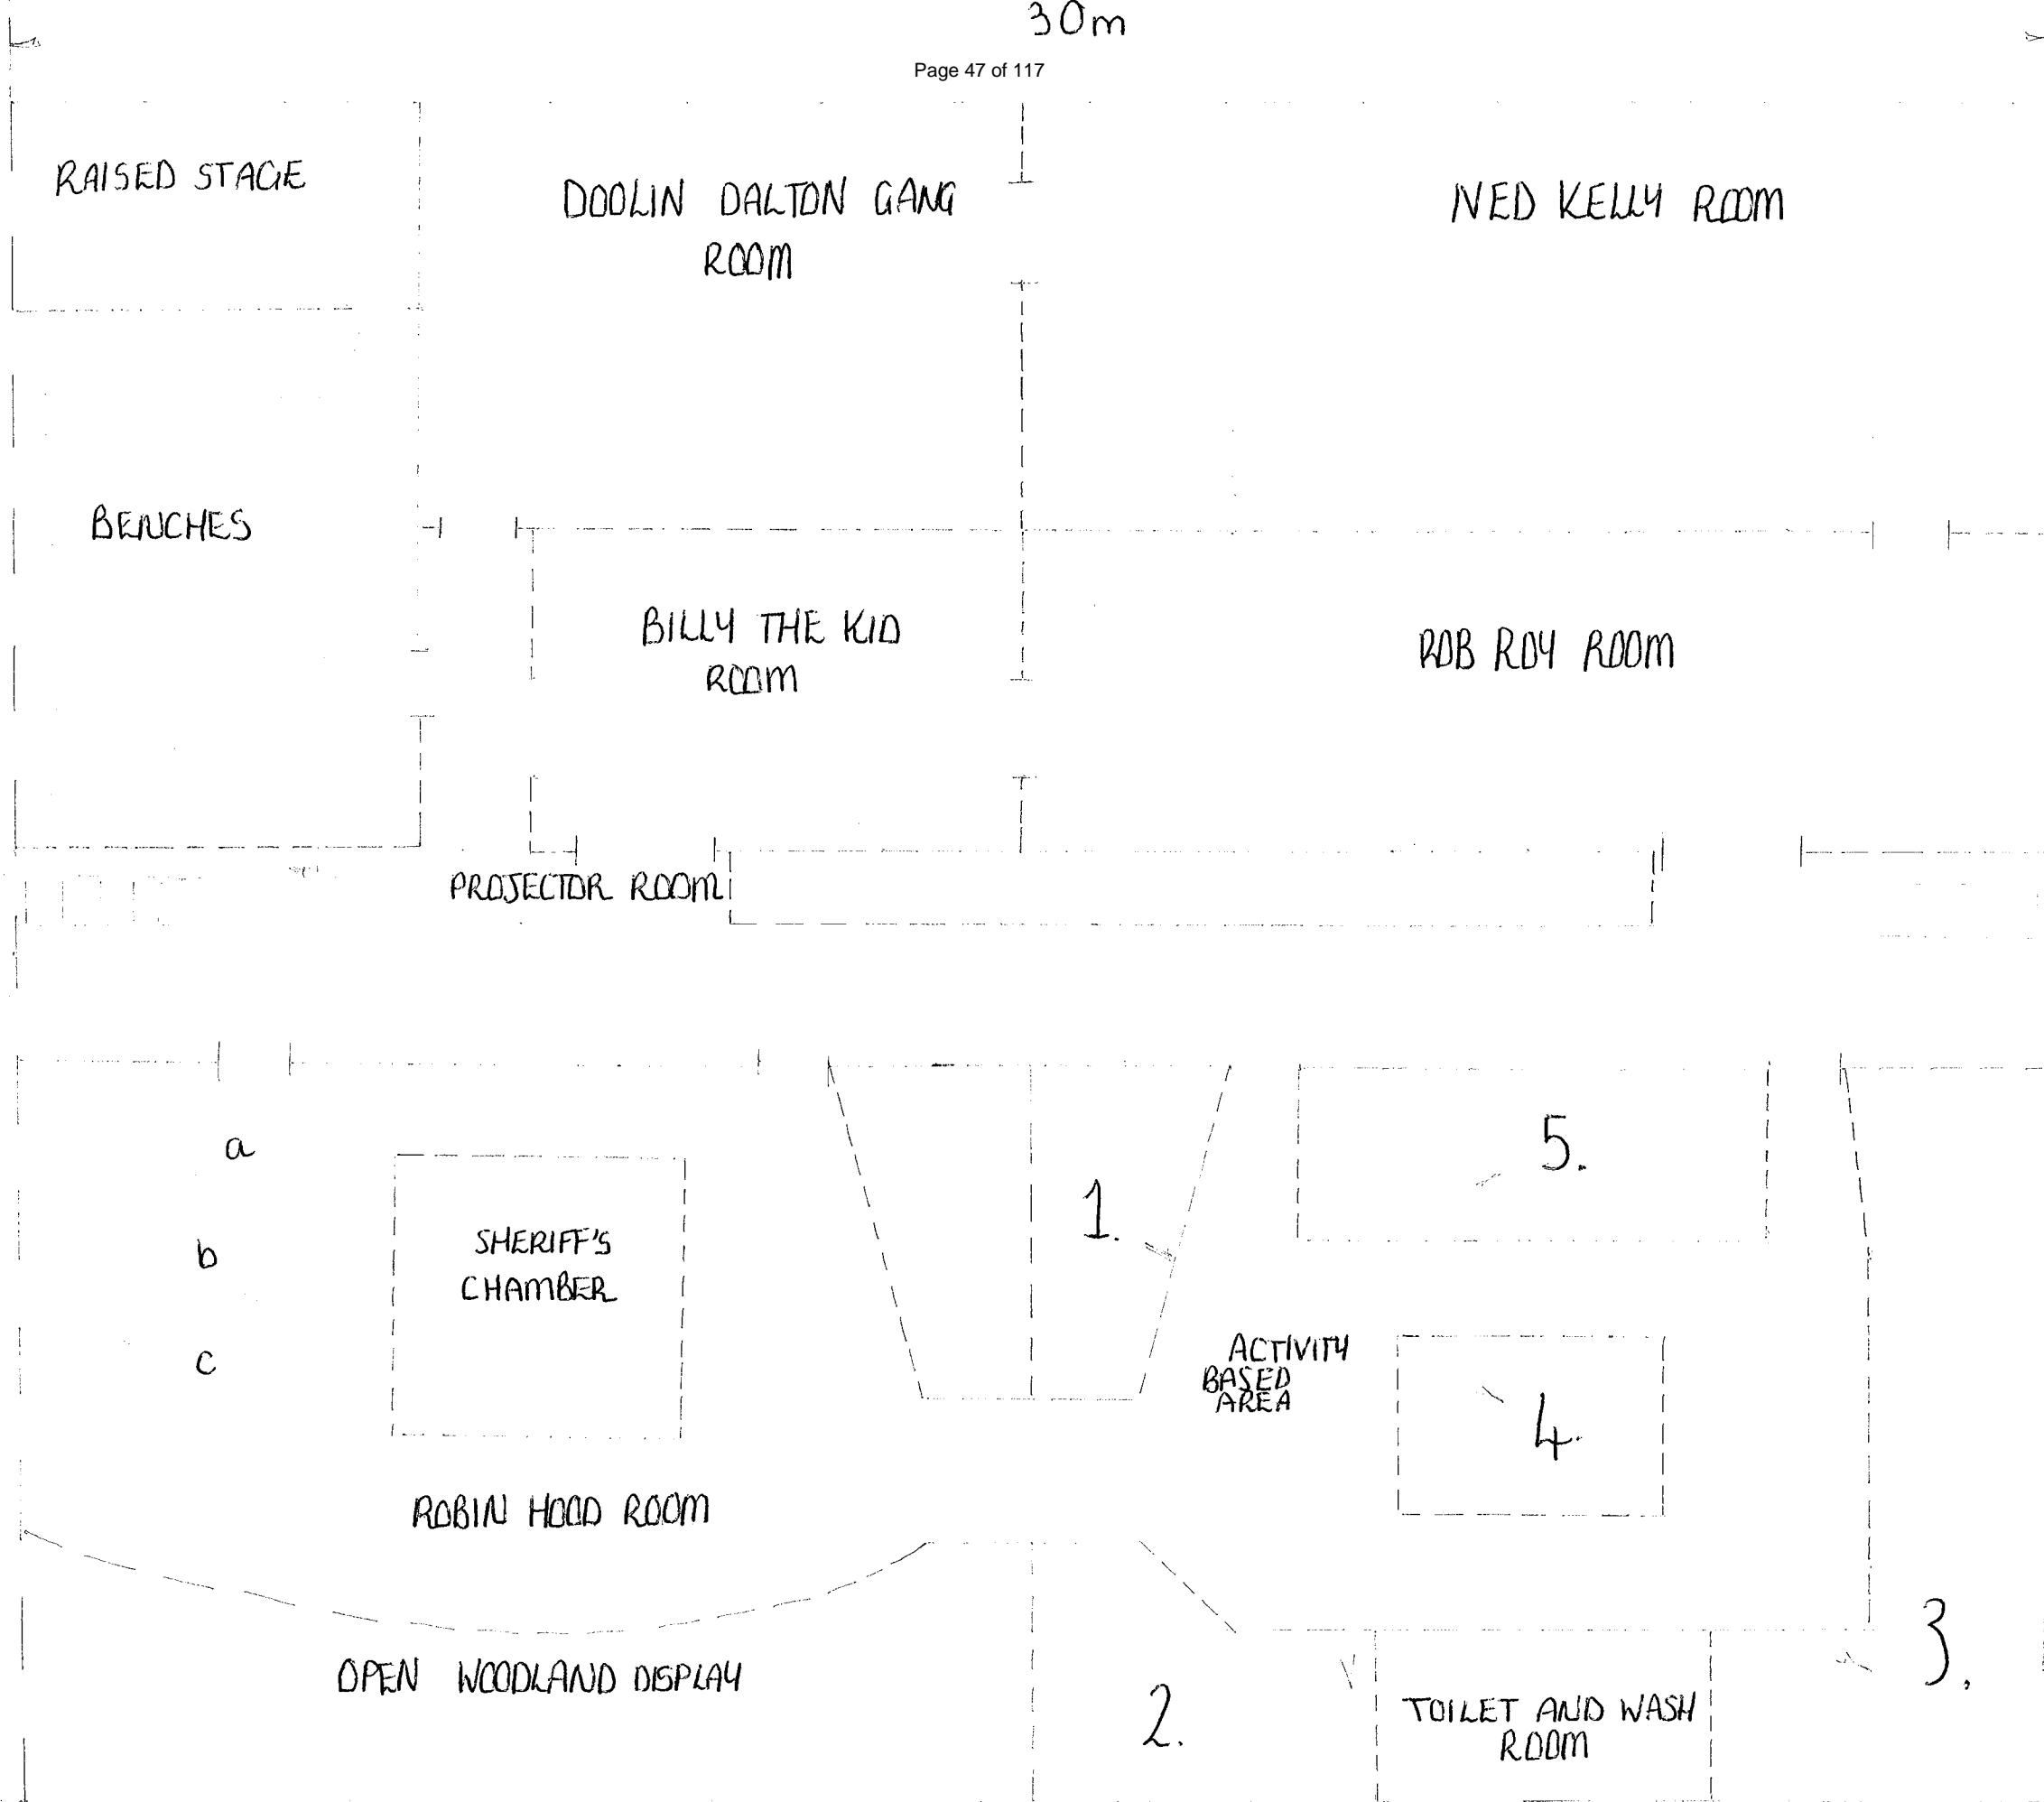 30m
Page 47 of 117
RAISED STAGE
DOOLIN DALTON GANG
ROOM
NED KELLY ROOM
BENCHES
BILLY THE KID
ROOM
ROB ROY ROOM
PROJECTOR ROOM
a
5.
1.
SHERIFF'S
CHAMBER
b
c
ACTIVITY
BASED
AREA
4.
ROBIN HOOD ROOM
3.
OPEN WOODLAND DISPLAY
2.
TOILET AND WASH
ROOM